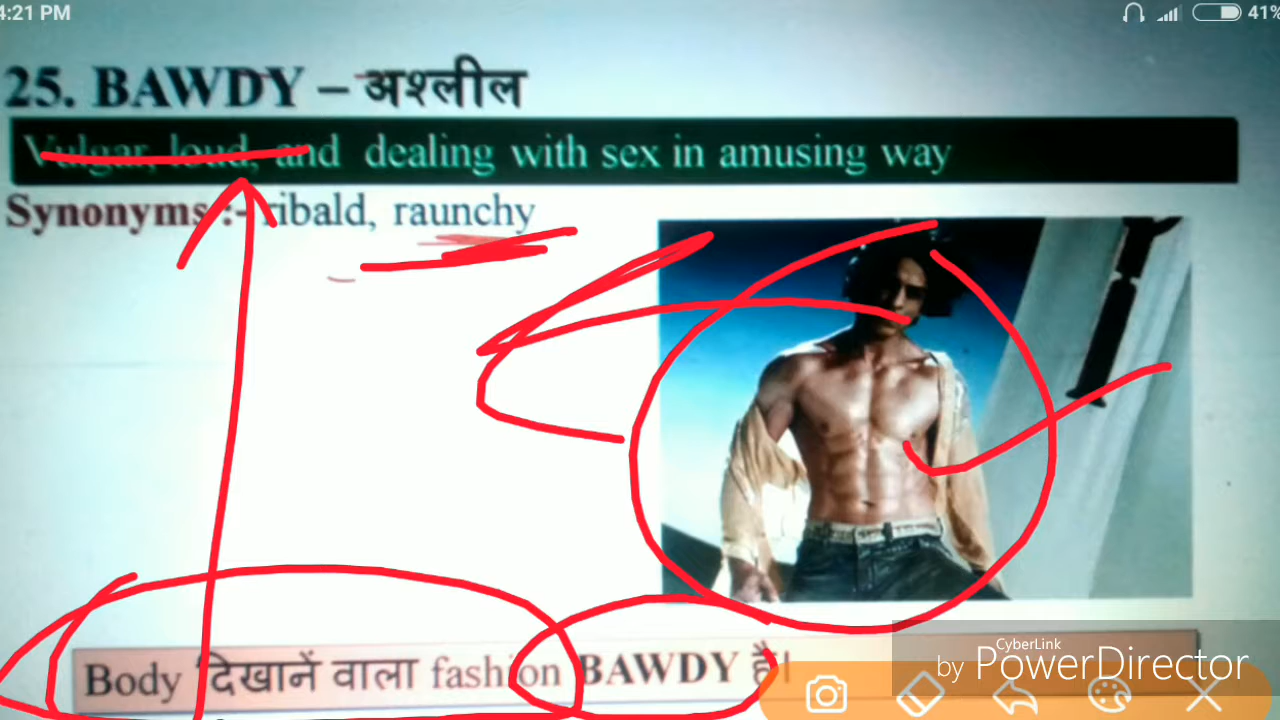 4:21 PM
41%
25. BAWDY – अश्लील
Vulgar, loud, and dealing with sex in amusing way
Synonyms :- ribald, raunchy
Body दिखानें वाला fashion BAWDY है।
CyberLink
by PowerDirector